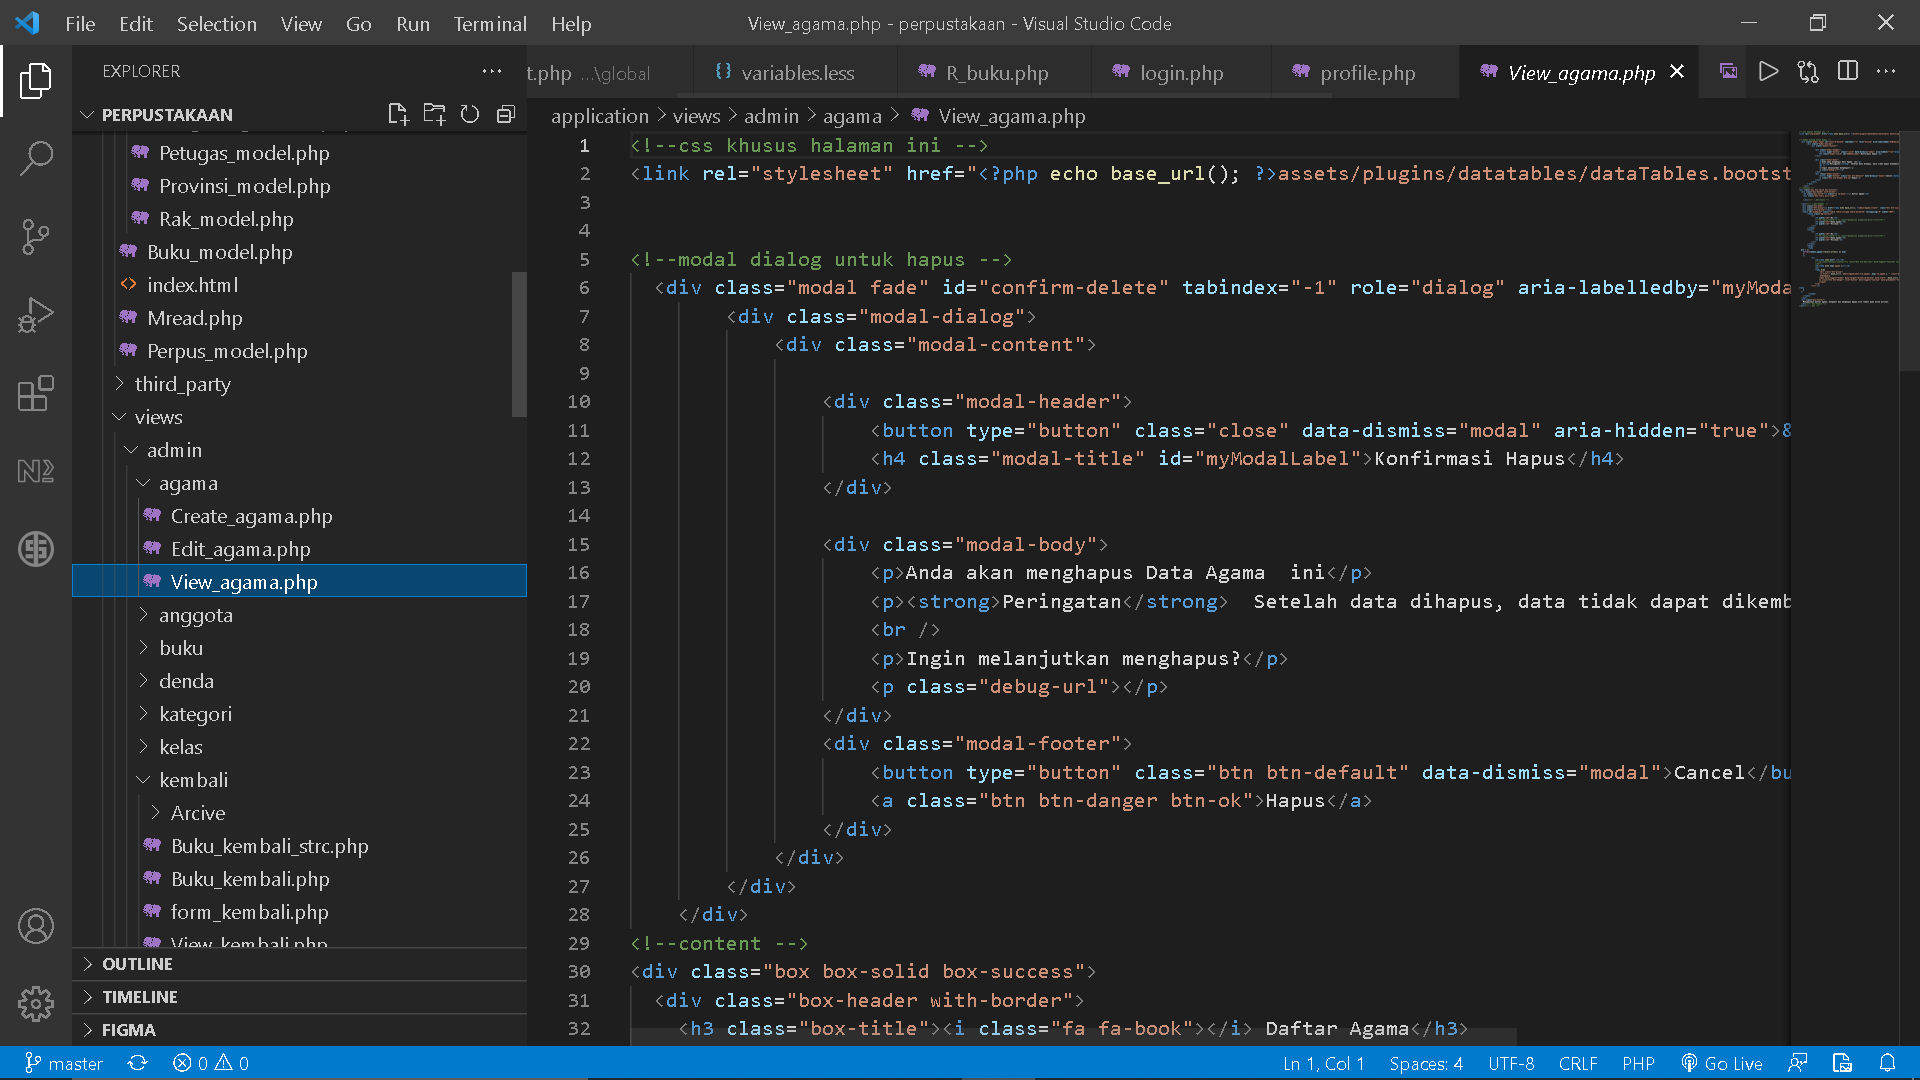 File Edit Selection View Go Run Terminal Help
View_agama.php - perpustakaan - Visual Studio Code
EXPLORER
t.php ...\global
{} variables.less
R_buku.php
login.php
profile.php
View_agama.php
PERPUSTAKAAN
Petugas_model.php
Provinsi_model.php
Rak_model.php
Buku_model.php
index.html
Mread.php
Perpus_model.php
third_party
views
admin
agama
Create_agama.php
Edit_agama.php
View_agama.php
anggota
buku
denda
kategori
kelas
kembali
Arcive
Buku_kembali_strc.php
Buku_kembali.php
form_kembali.php
View_kembali.php
OUTLINE
TIMELINE
FIGMA
application > views > admin > agama > View_agama.php
1 <!--css khusus halaman ini -->
2 <link rel="stylesheet" href="<?php echo base_url(); ?>assets/plugins/datatables/dataTables.bootst
3
4
5 <!--modal dialog untuk hapus -->
6 <div class="modal fade" id="confirm-delete" tabindex="-1" role="dialog" aria-labelledby="myModa
7 <div class="modal-dialog">
8 <div class="modal-content">
9
10 <div class="modal-header">
11 <button type="button" class="close" data-dismiss="modal" aria-hidden="true">&
12 <h4 class="modal-title" id="myModalLabel">Konfirmasi Hapus</h4>
13 </div>
14
15 <div class="modal-body">
16 <p>Anda akan menghapus Data Agama  ini</p>
17 <p><strong>Peringatan</strong>  Setelah data dihapus, data tidak dapat dikemb
18 <br />
19 <p>Ingin melanjutkan menghapus?</p>
20 <p class="debug-url"></p>
21 </div>
22 <div class="modal-footer">
23 <button type="button" class="btn btn-default" data-dismiss="modal">Cancel</bu
24 <a class="btn btn-danger btn-ok">Hapus</a>
25 </div>
26 </div>
27 </div>
28 </div>
29 <!--content -->
30 <div class="box box-solid box-success">
31 <div class="box-header with-border">
32 <h3 class="box-title"><i class="fa fa-book"></i> Daftar Agama</h3>
master 0 0 Ln 1, Col 1 Spaces: 4 UTF-8 CRLF PHP Go Live